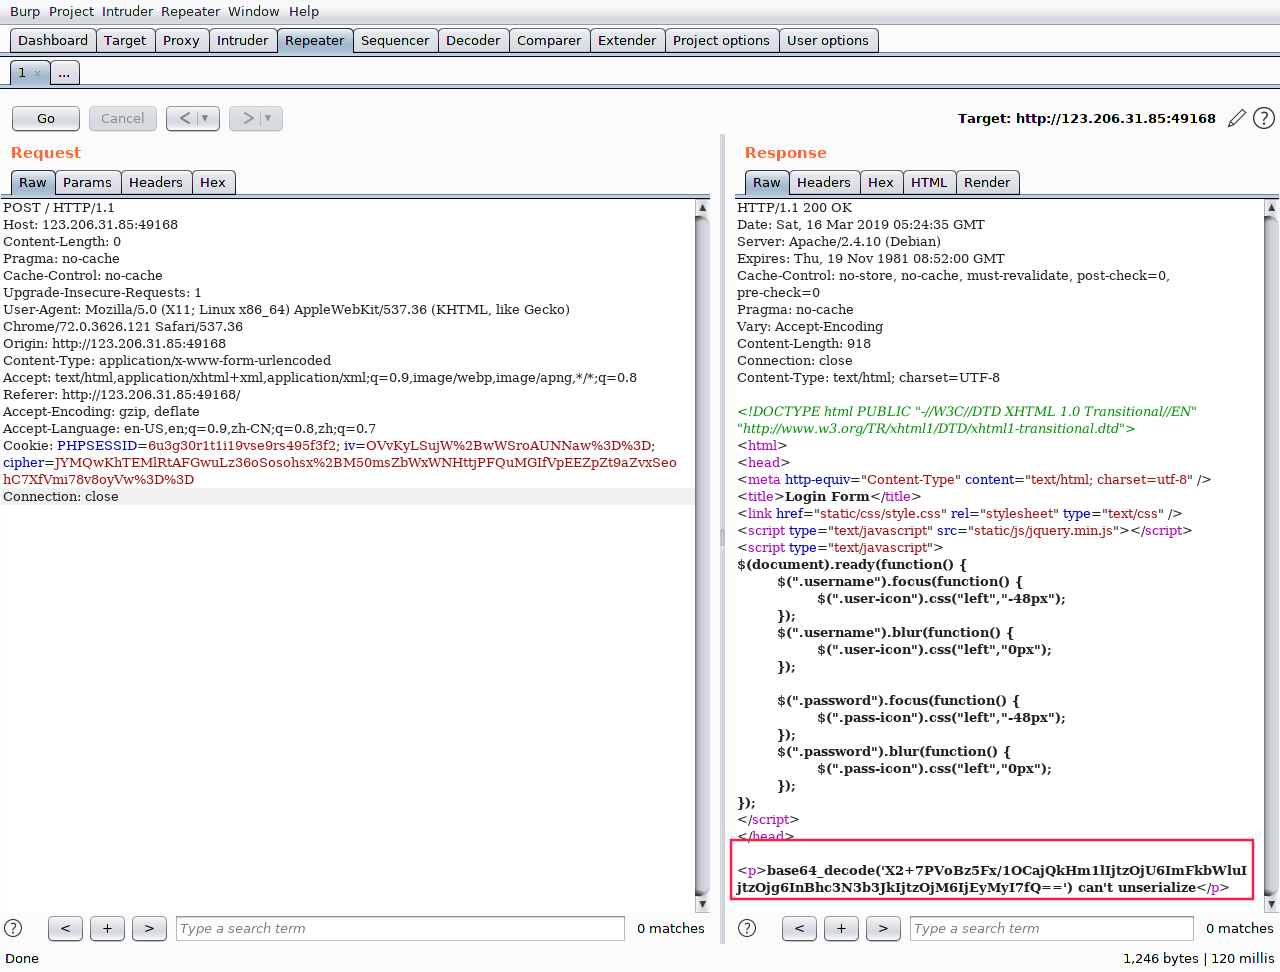 Burp Project Intruder Repeater Window Help
Dashboard Target Proxy Intruder Repeater Sequencer Decoder Comparer Extender Project options User options
1 × ...
Go Cancel < > Target: http://123.206.31.85:49168 ?
Request
Raw Params Headers Hex
POST / HTTP/1.1
Host: 123.206.31.85:49168
Content-Length: 0
Pragma: no-cache
Cache-Control: no-cache
Upgrade-Insecure-Requests: 1
User-Agent: Mozilla/5.0 (X11; Linux x86_64) AppleWebKit/537.36 (KHTML, like Gecko)
Chrome/72.0.3626.121 Safari/537.36
Origin: http://123.206.31.85:49168
Content-Type: application/x-www-form-urlencoded
Accept: text/html,application/xhtml+xml,application/xml;q=0.9,image/webp,image/apng,*/*;q=0.8
Referer: http://123.206.31.85:49168/
Accept-Encoding: gzip, deflate
Accept-Language: en-US,en;q=0.9,zh-CN;q=0.8,zh;q=0.7
Cookie: PHPSESSID=6u3g30r1t1i19vse9rs495f3f2; iv=OVvKyLSujW%2BwWSroAUNNaw%3D%3D;
cipher=JYMQwKhTEMlRtAFGwuLz36oSosohsx%2BM50msZbWxWNHttjPFQuMGIfVpEEZpZt9aZvxSeo
hC7XfVmi78v8oyVw%3D%3D
Connection: close
? < + > Type a search term 0 matches
Response
Raw Headers Hex HTML Render
HTTP/1.1 200 OK
Date: Sat, 16 Mar 2019 05:24:35 GMT
Server: Apache/2.4.10 (Debian)
Expires: Thu, 19 Nov 1981 08:52:00 GMT
Cache-Control: no-store, no-cache, must-revalidate, post-check=0,
pre-check=0
Pragma: no-cache
Vary: Accept-Encoding
Content-Length: 918
Connection: close
Content-Type: text/html; charset=UTF-8
<!DOCTYPE html PUBLIC "-//W3C//DTD XHTML 1.0 Transitional//EN"
"http://www.w3.org/TR/xhtml1/DTD/xhtml1-transitional.dtd">
<html>
<head>
<meta http-equiv="Content-Type" content="text/html; charset=utf-8" />
<title>Login Form</title>
<link href="static/css/style.css" rel="stylesheet" type="text/css" />
<script type="text/javascript" src="static/js/jquery.min.js"></script>
<script type="text/javascript">
$(document).ready(function() {
$(".username").focus(function() {
$(".user-icon").css("left","-48px");
});
$(".username").blur(function() {
$(".user-icon").css("left","0px");
});
$(".password").focus(function() {
$(".pass-icon").css("left","-48px");
});
$(".password").blur(function() {
$(".pass-icon").css("left","0px");
});
});
</script>
</head>
<p>base64_decode('X2+7PVoBz5Fx/1OCajQkHm1lIjtzOjU6ImFkbWluI
jtzOjg6InBhc3N3b3JkIjtzOjM6IjEyMyI7fQ==') can't unserialize</p>
? < + > Type a search term 0 matches
Done 1,246 bytes | 120 millis